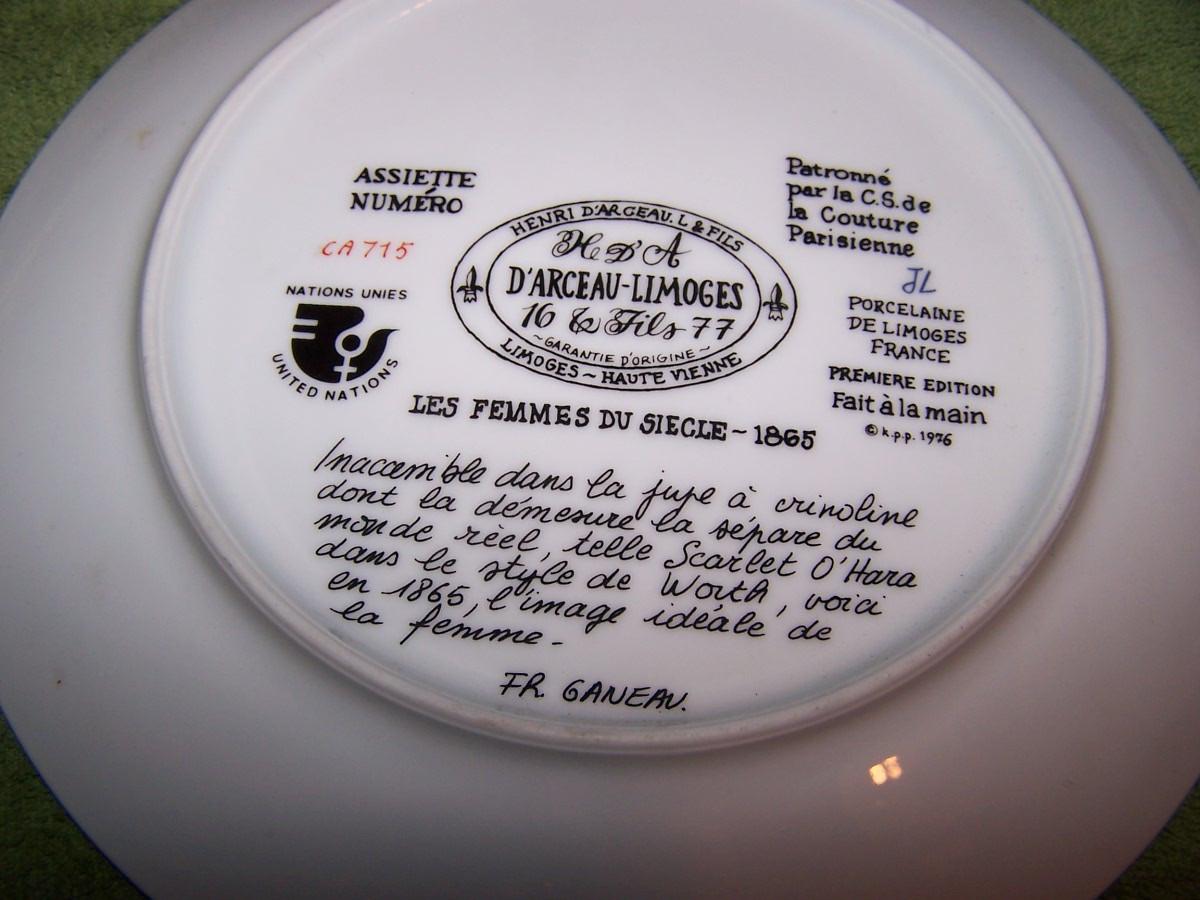 ASSIETTE
NUMÉRO
CA 715
NATIONS UNIES
UNITED NATIONS
HENRI D'ARCEAU. L & FILS
H D'A
D'ARCEAU-LIMOGES
16 & Fils 77
~GARANTIE D'ORIGINE~
LIMOGES ~ HAUTE VIENNE
Patronné
par la C.S. de
la Couture
Parisienne
JL
PORCELAINE
DE LIMOGES
FRANCE
PREMIERE EDITION
Fait à la main
© k.p.p. 1976
LES FEMMES DU SIECLE ~ 1865
Inaccessible dans la jupe à crinoline
dont la démesure la sépare du
monde rèel, telle Scarlet O'Hara
dans le style de Worth, voici
en 1865, l'image idéale de
la femme.
FR. GANEAU.